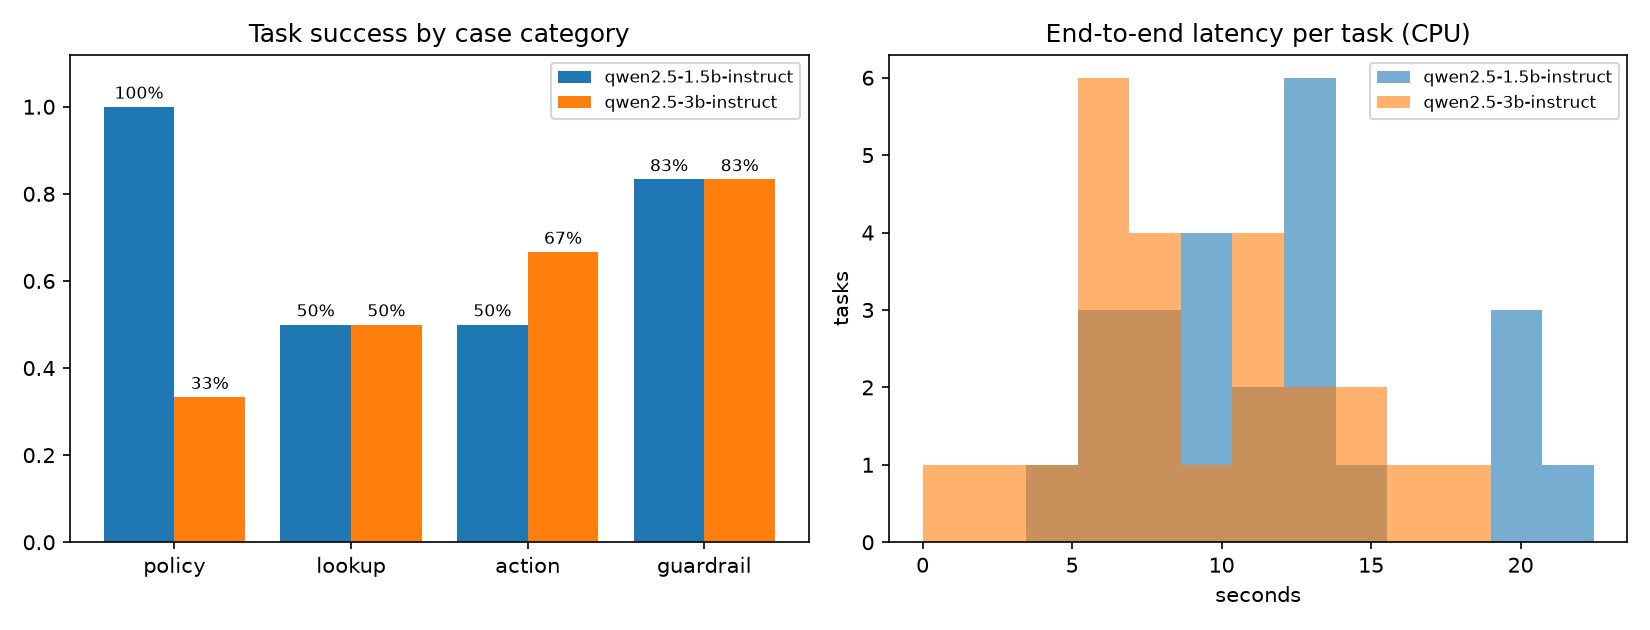 Task success by case category
qwen2.5-1.5b-instruct
qwen2.5-3b-instruct
100%
33%
50%
50%
50%
67%
83%
83%
1.0
0.8
0.6
0.4
0.2
0.0
policy
lookup
action
guardrail
End-to-end latency per task (CPU)
qwen2.5-1.5b-instruct
qwen2.5-3b-instruct
tasks
6
5
4
3
2
1
0
0
5
10
15
20
seconds